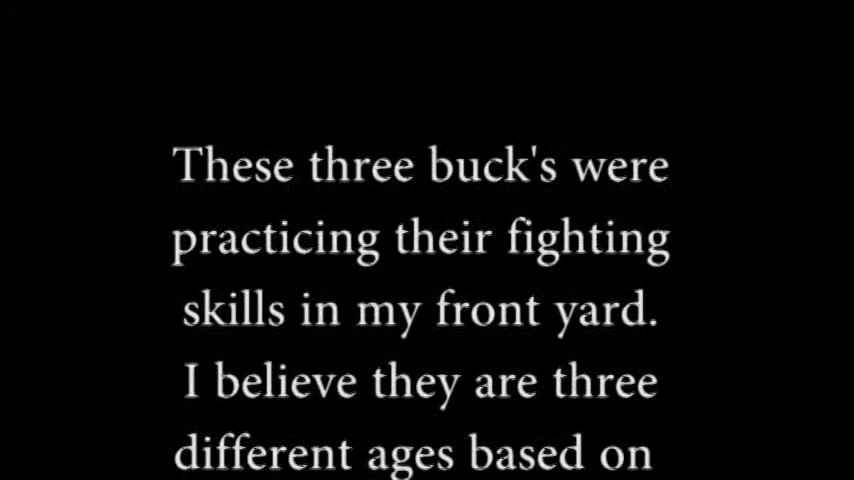 These three buck's were
practicing their fighting
skills in my front yard.
I believe they are three
different ages based on